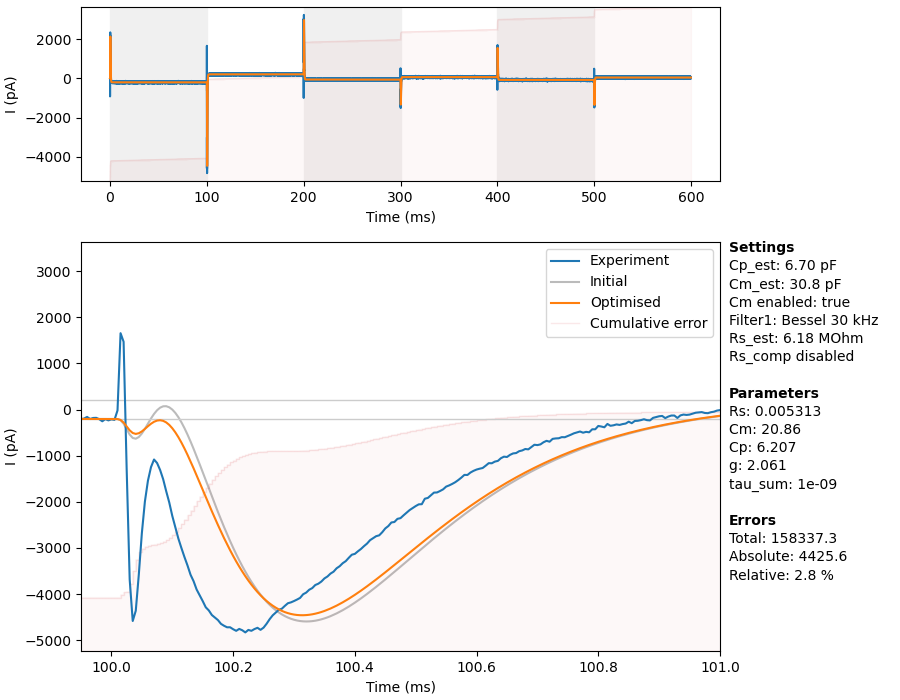 2000
0
−2000
−4000
I (pA)
0
100
200
300
400
500
600
Time (ms)
3000
2000
1000
0
−1000
−2000
−3000
−4000
−5000
I (pA)
Experiment
Initial
Optimised
Cumulative error
100.0
100.2
100.4
100.6
100.8
101.0
Time (ms)
Settings
Cp_est: 6.70 pF
Cm_est: 30.8 pF
Cm enabled: true
Filter1: Bessel 30 kHz
Rs_est: 6.18 MOhm
Rs_comp disabled
Parameters
Rs: 0.005313
Cm: 20.86
Cp: 6.207
g: 2.061
tau_sum: 1e-09
Errors
Total: 158337.3
Absolute: 4425.6
Relative: 2.8 %